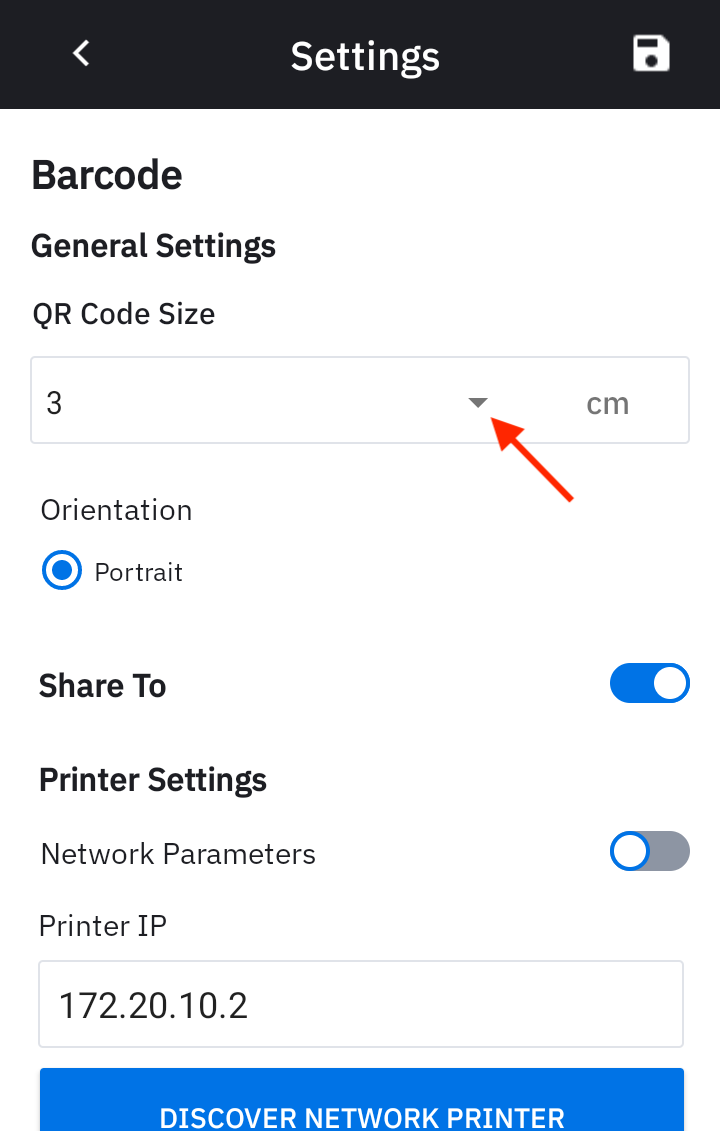 Settings
Barcode
General Settings
QR Code Size
3 cm
Orientation
Portrait
Share To
Printer Settings
Network Parameters
Printer IP
172.20.10.2
DISCOVER NETWORK PRINTER